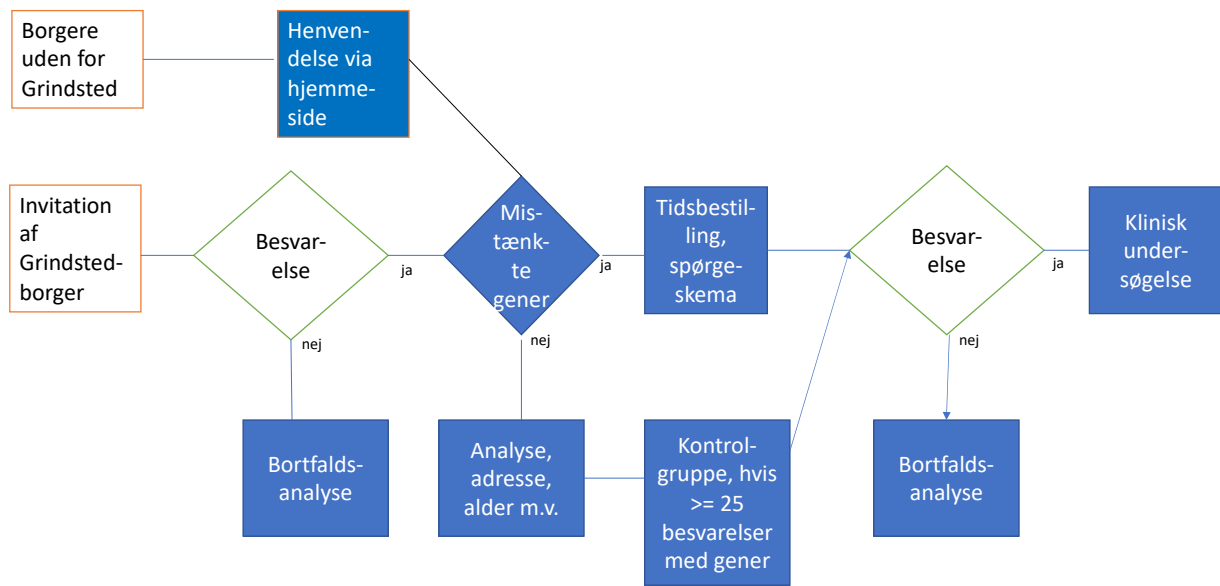 Borgere
uden for
Grindsted
Henven-
delse via
hjemme-
side
Invitation
af
Grindsted-
borger
Besvar-
else
ja
nej
Mis-
tænk-
te
gener
ja
nej
Tidsbestil-
ling,
spørge-
skema
Besvar-
else
ja
nej
Klinisk
under-
søgelse
Bortfalds-
analyse
Analyse,
adresse,
alder m.v.
Kontrol-
gruppe, hvis
>= 25
besvarelser
med gener
Bortfalds-
analyse